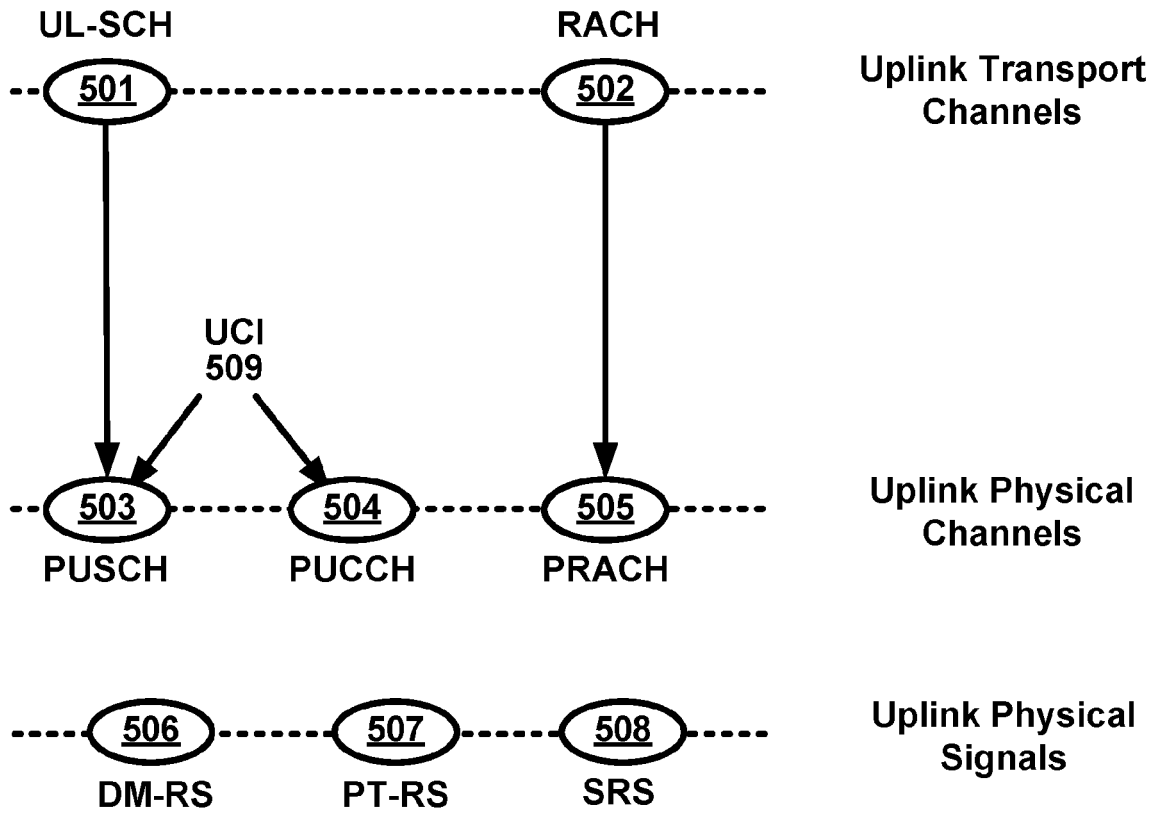 UL-SCH
RACH
501
502
Uplink Transport
Channels
UCI
509
503
504
505
Uplink Physical
Channels
PUSCH
PUCCH
PRACH
506
507
508
Uplink Physical
Signals
DM-RS
PT-RS
SRS